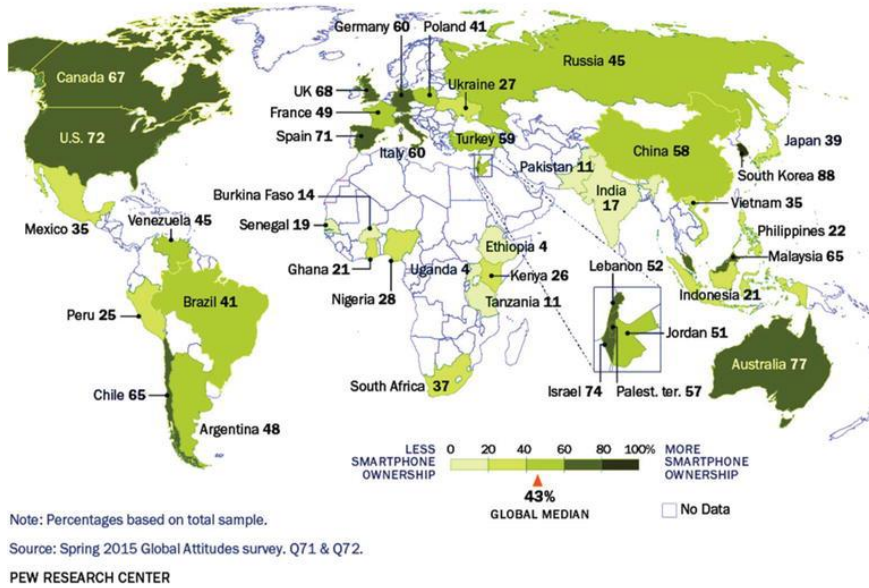 Germany 60
Poland 41
Russia 45
Canada 67
UK 68
Ukraine 27
France 49
U.S. 72
Spain 71
Turkey 59
Japan 39
Italy 60
Pakistan 11
China 58
South Korea 88
Burkina Faso 14
India
17
Vietnam 35
Mexico 35
Venezuela 45
Senegal 19
Philippines 22
Ethiopia 4
Malaysia 65
Ghana 21
Uganda 4
Kenya 26
Lebanon 52
Brazil 41
Nigeria 28
Tanzania 11
Indonesia 21
Peru 25
Jordan 51
Australia 77
South Africa 37
Israel 74
Palest. ter. 57
Chile 65
Argentina 48
LESS
SMARTPHONE
OWNERSHIP
0 20 40 60 80 100%
MORE
SMARTPHONE
OWNERSHIP
43%
GLOBAL MEDIAN
No Data
Note: Percentages based on total sample.
Source: Spring 2015 Global Attitudes survey. Q71 & Q72.
PEW RESEARCH CENTER